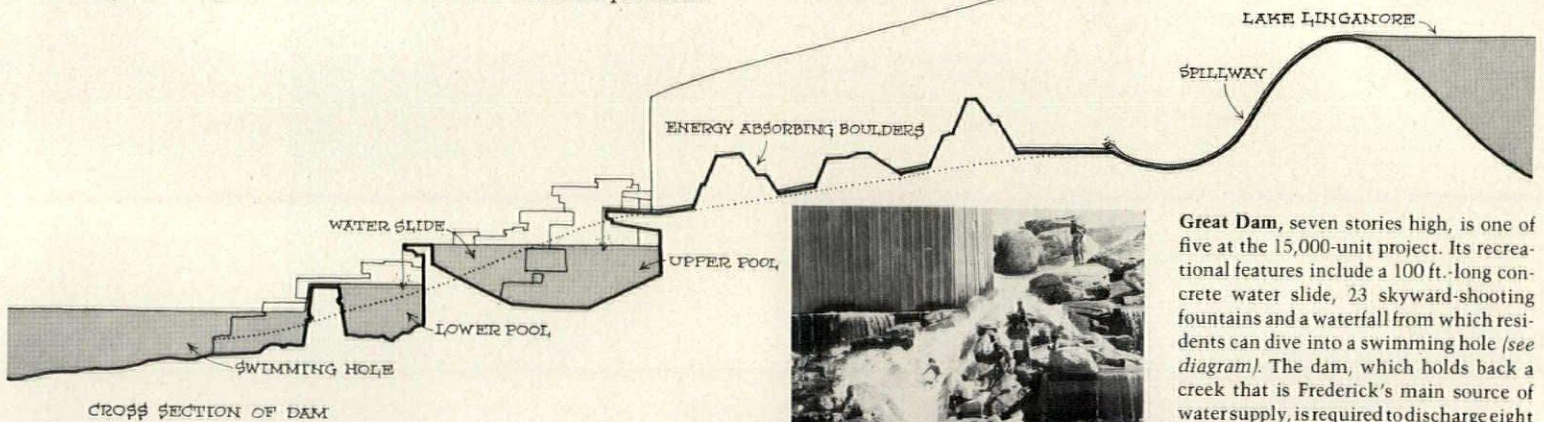 LAKE LINGANORE
SPILLWAY
ENERGY ABSORBING BOULDERS
WATER SLIDE
UPPER POOL
LOWER POOL
SWIMMING HOLE
CROSS SECTION OF DAM
Great Dam, seven stories high, is one of
five at the 15,000-unit project. Its recrea-
tional features include a 100 ft.-long con-
crete water slide, 23 skyward-shooting
fountains and a waterfall from which resi-
dents can dive into a swimming hole (see
diagram). The dam, which holds back a
creek that is Frederick's main source of
water supply, is required to discharge eight